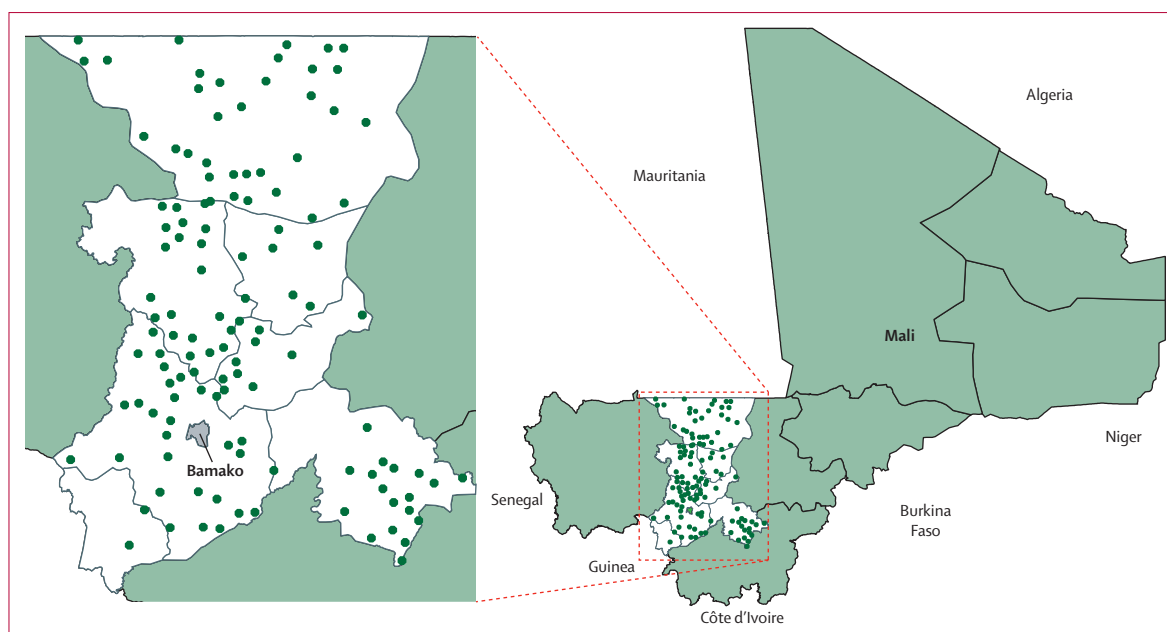 Algeria
Mauritania
Mali
Niger
Bamako
Senegal
Burkina
Faso
Guinea
Côte d'Ivoire